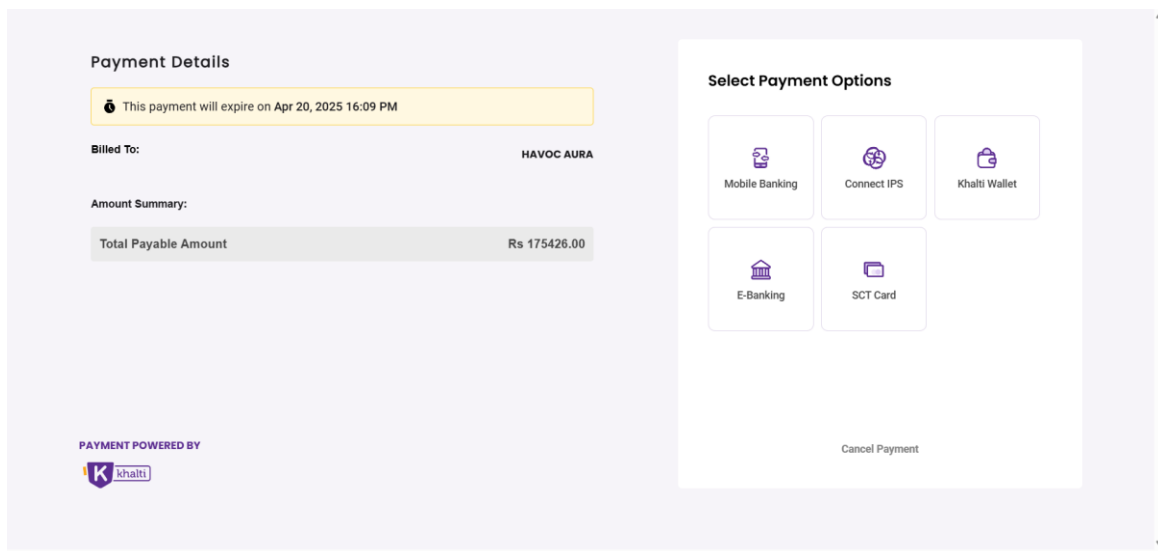 Payment Details
This payment will expire on Apr 20, 2025 16:09 PM
Billed To:
HAVOC AURA
Amount Summary:
Total Payable Amount Rs 175426.00
PAYMENT POWERED BY
K khalti
Select Payment Options
Mobile Banking
Connect IPS
Khalti Wallet
E-Banking
SCT Card
Cancel Payment